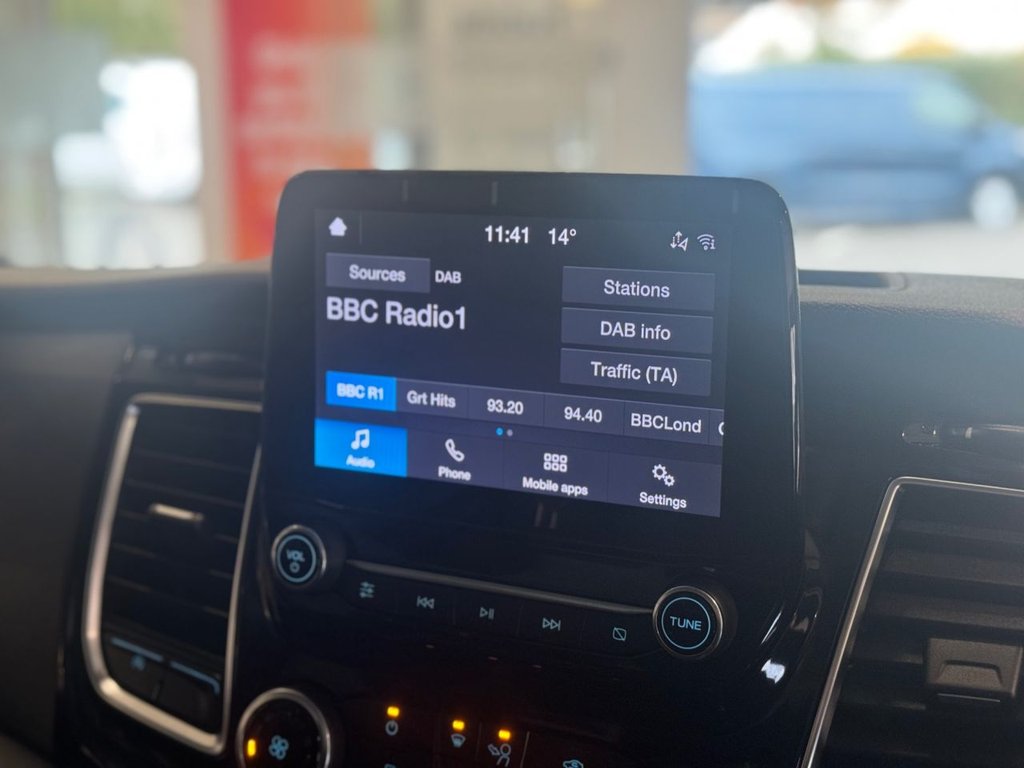 11:41 14°
Sources DAB
Stations
BBC Radio1
DAB info
Traffic (TA)
BBC R1 Grt Hits 93.20 94.40 BBCLond
Audio Phone Mobile apps Settings
VOL
TUNE